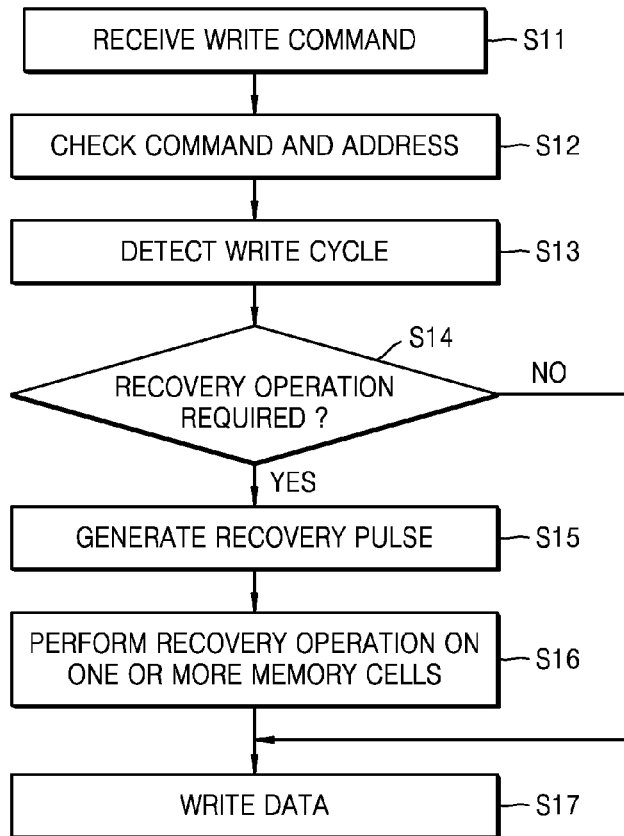 RECEIVE WRITE COMMAND
S11
CHECK COMMAND AND ADDRESS
S12
DETECT WRITE CYCLE
S13
S14
RECOVERY OPERATION
REQUIRED ?
NO
YES
GENERATE RECOVERY PULSE
S15
PERFORM RECOVERY OPERATION ON
ONE OR MORE MEMORY CELLS
S16
WRITE DATA
S17